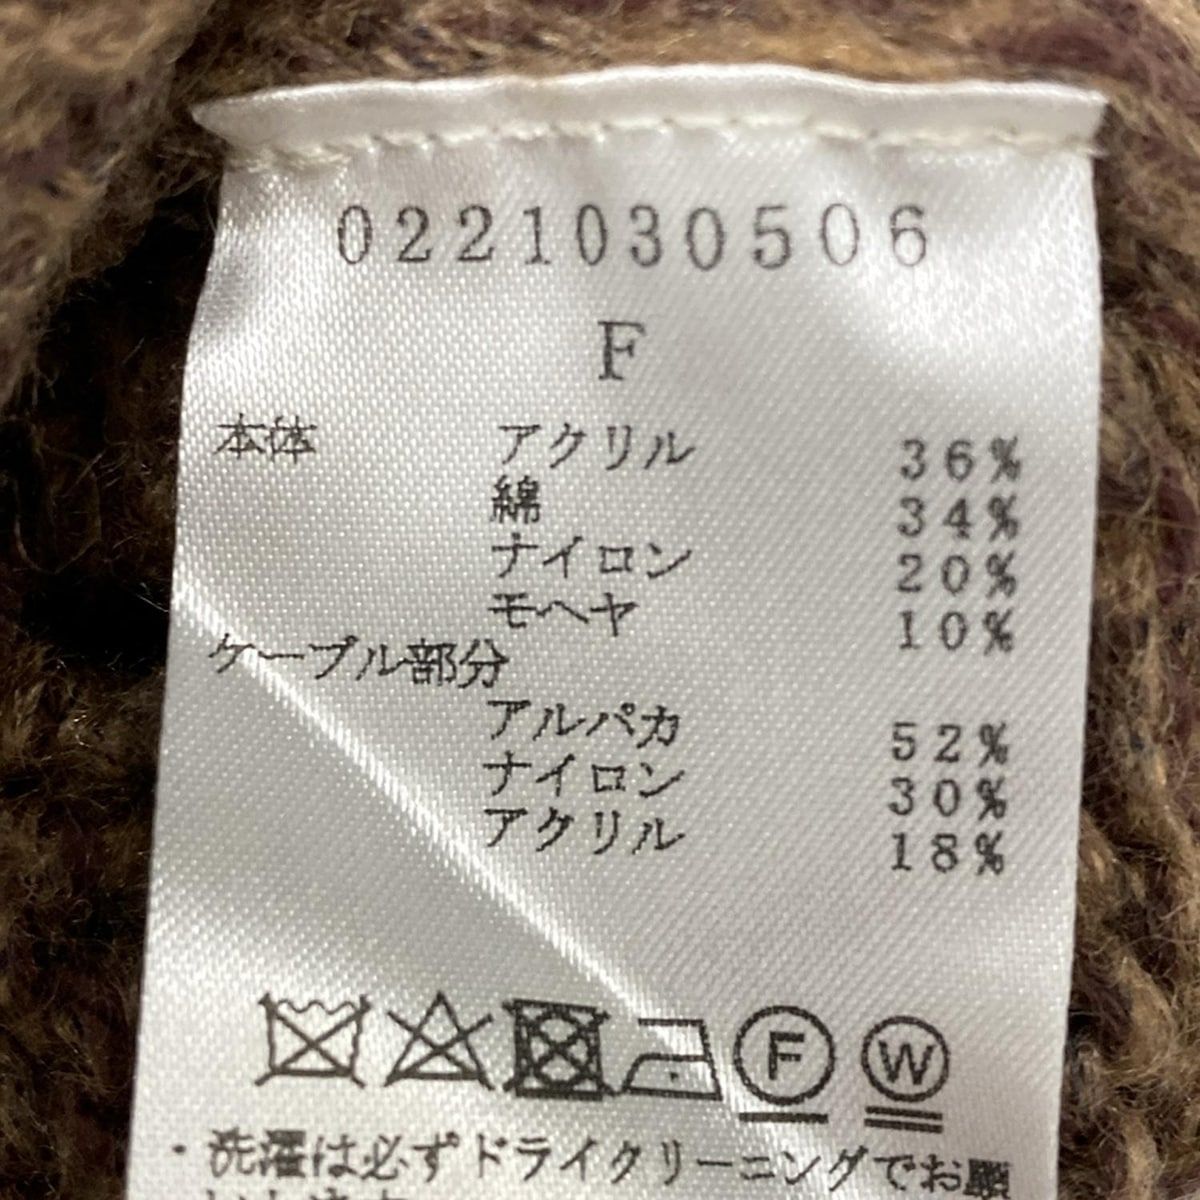 0221030506
F
本体 アクリル 36%
綿 34%
ナイロン 20%
モヘヤ 10%
ケーブル部分
アルパカ 52%
ナイロン 30%
アクリル 18%
F W
・洗濯は必ずドライクリーニングでお願